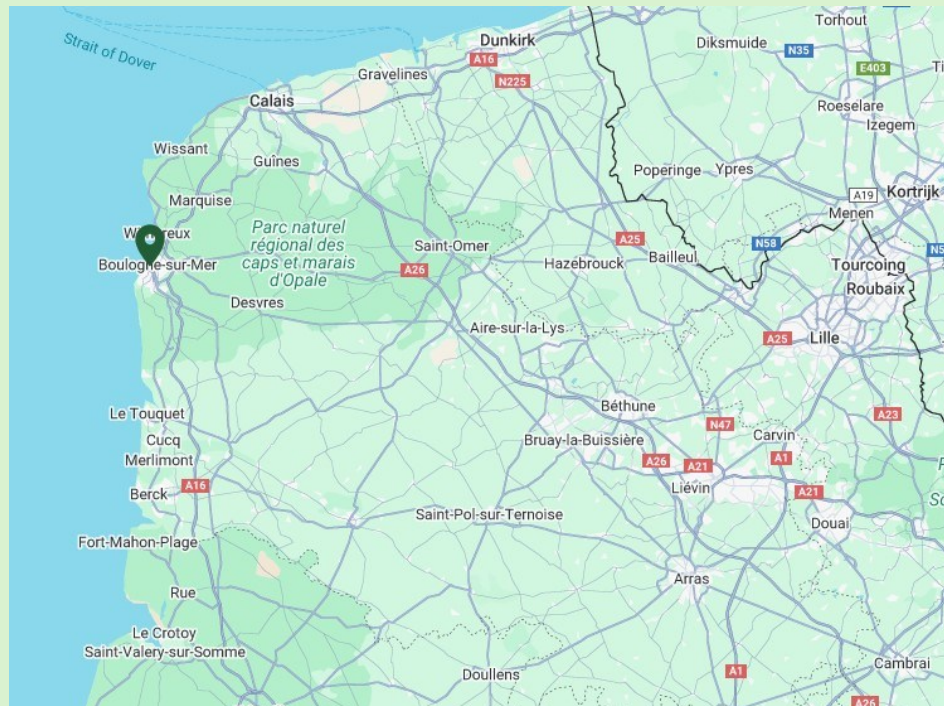 Torhout
Dunkirk
Diksmuide
N35
Strait of Dover
A16
E403
Gravelines
N225
Calais
Roeselare
Izegem
Wissant
Guînes
Poperinge
Ypres
Kortrijk
A19
Marquise
Menen
Parc naturel
régional des
caps et marais
d'Opale
A25
N58
Saint-Omer
Bailleul
Hazebrouck
Tourcoing
Boulogne-sur-Mer
A26
Roubaix
Desvres
Aire-sur-la-Lys
A25
Lille
Le Touquet
Béthune
A23
N47
Cucq
Bruay-la-Buissière
Carvin
Merlimont
A26
A21
A1
Berck
A16
Liévin
A21
Saint-Pol-sur-Ternoise
Douai
Fort-Mahon-Plage
Arras
Rue
Le Crotoy
Saint-Valery-sur-Somme
Doullens
A1
Cambrai
A26